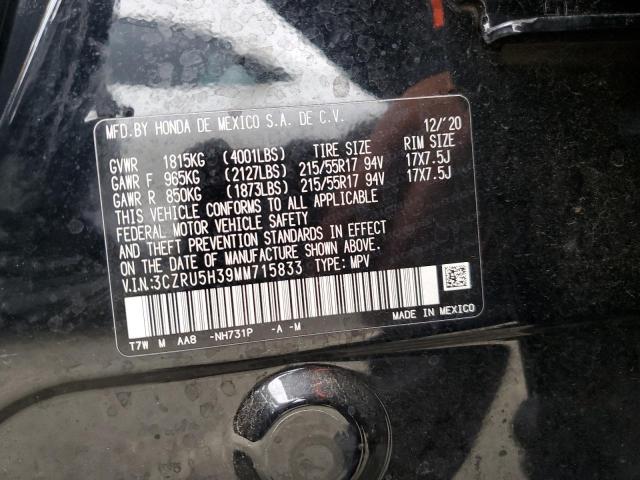 MFD.BY HONDA DE MEXICO S.A. DE C.V. 12/'20
GVWR 1815KG (4001LBS) TIRE SIZE RIM SIZE
GAWR F 965KG (2127LBS) 215/55R17 94V 17X7.5J
GAWR R 850KG (1873LBS) 215/55R17 94V 17X7.5J
THIS VEHICLE CONFORMS TO ALL APPLICABLE
FEDERAL MOTOR VEHICLE SAFETY
AND THEFT PREVENTION STANDARDS IN EFFECT
ON THE DATE OF MANUFACTURE SHOWN ABOVE.
V.I.N.:3CZRU5H39MM715833 TYPE: MPV
T7W M AA8 -NH731P -A -M MADE IN MEXICO